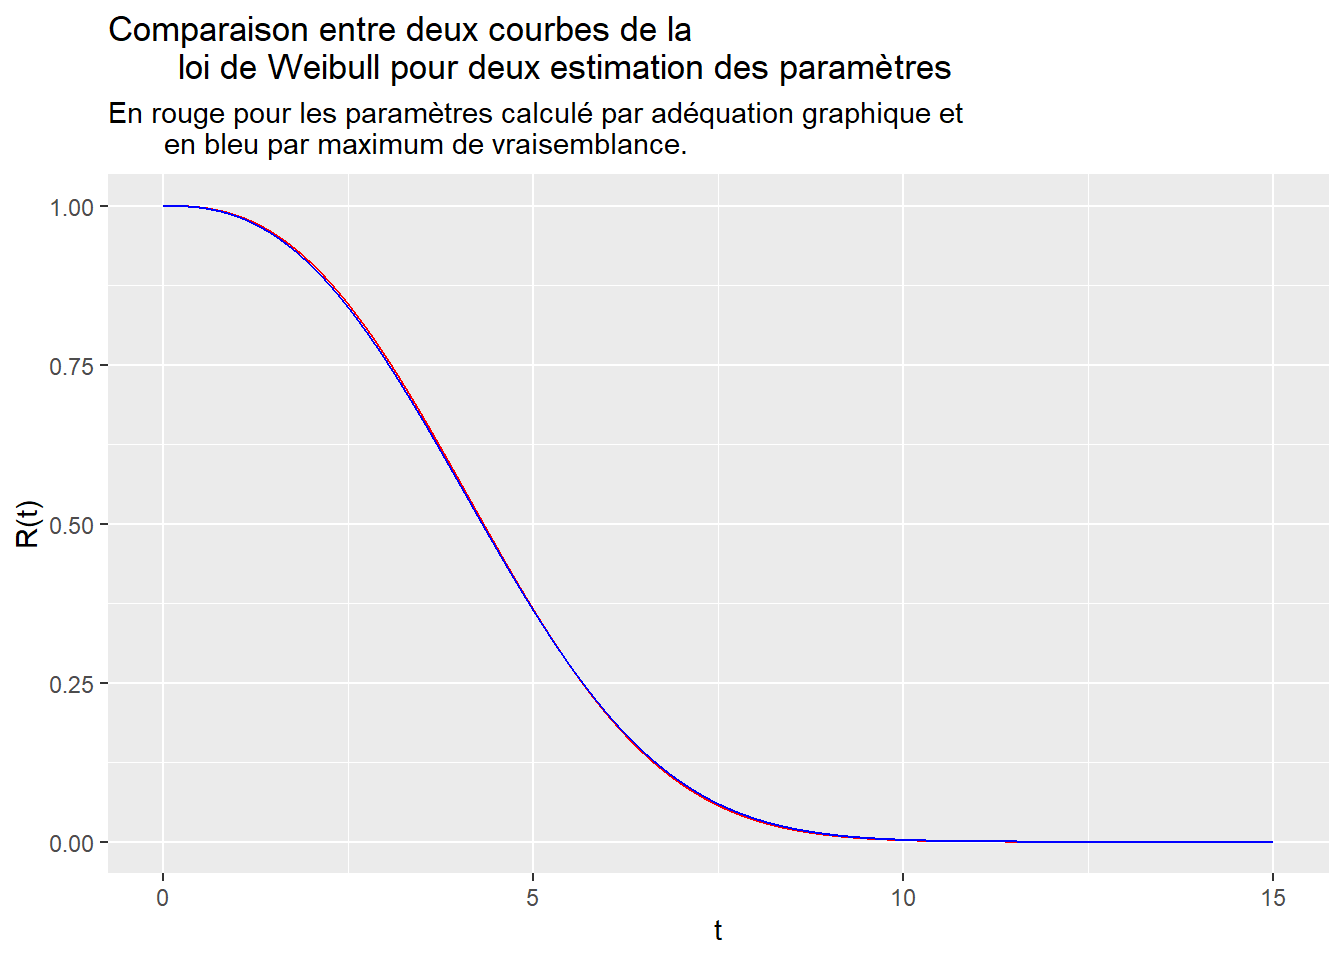 Comparaison entre deux courbes de la
loi de Weibull pour deux estimation des paramètres
En rouge pour les paramètres calculé par adéquation graphique et
en bleu par maximum de vraisemblance.
1.00
0.75
0.50
0.25
0.00
R(t)
0 5 10 15
t